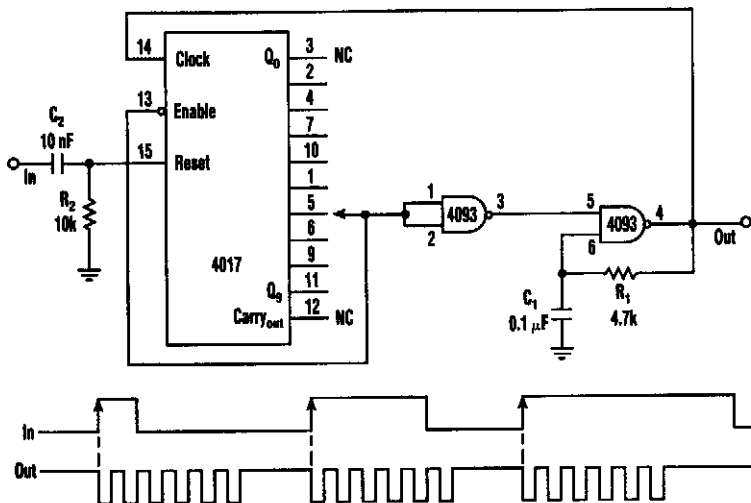 14
Clock
Q0
3
NC
2
13
Enable
4
C2
10 nF
7
15
Reset
10
In
R2
10k
1
5
1
2
4093
3
5
6
4093
4
Out
6
9
4017
Q9
11
Carryout
12
NC
C1
0.1 μF
R1
4.7k
In
Out